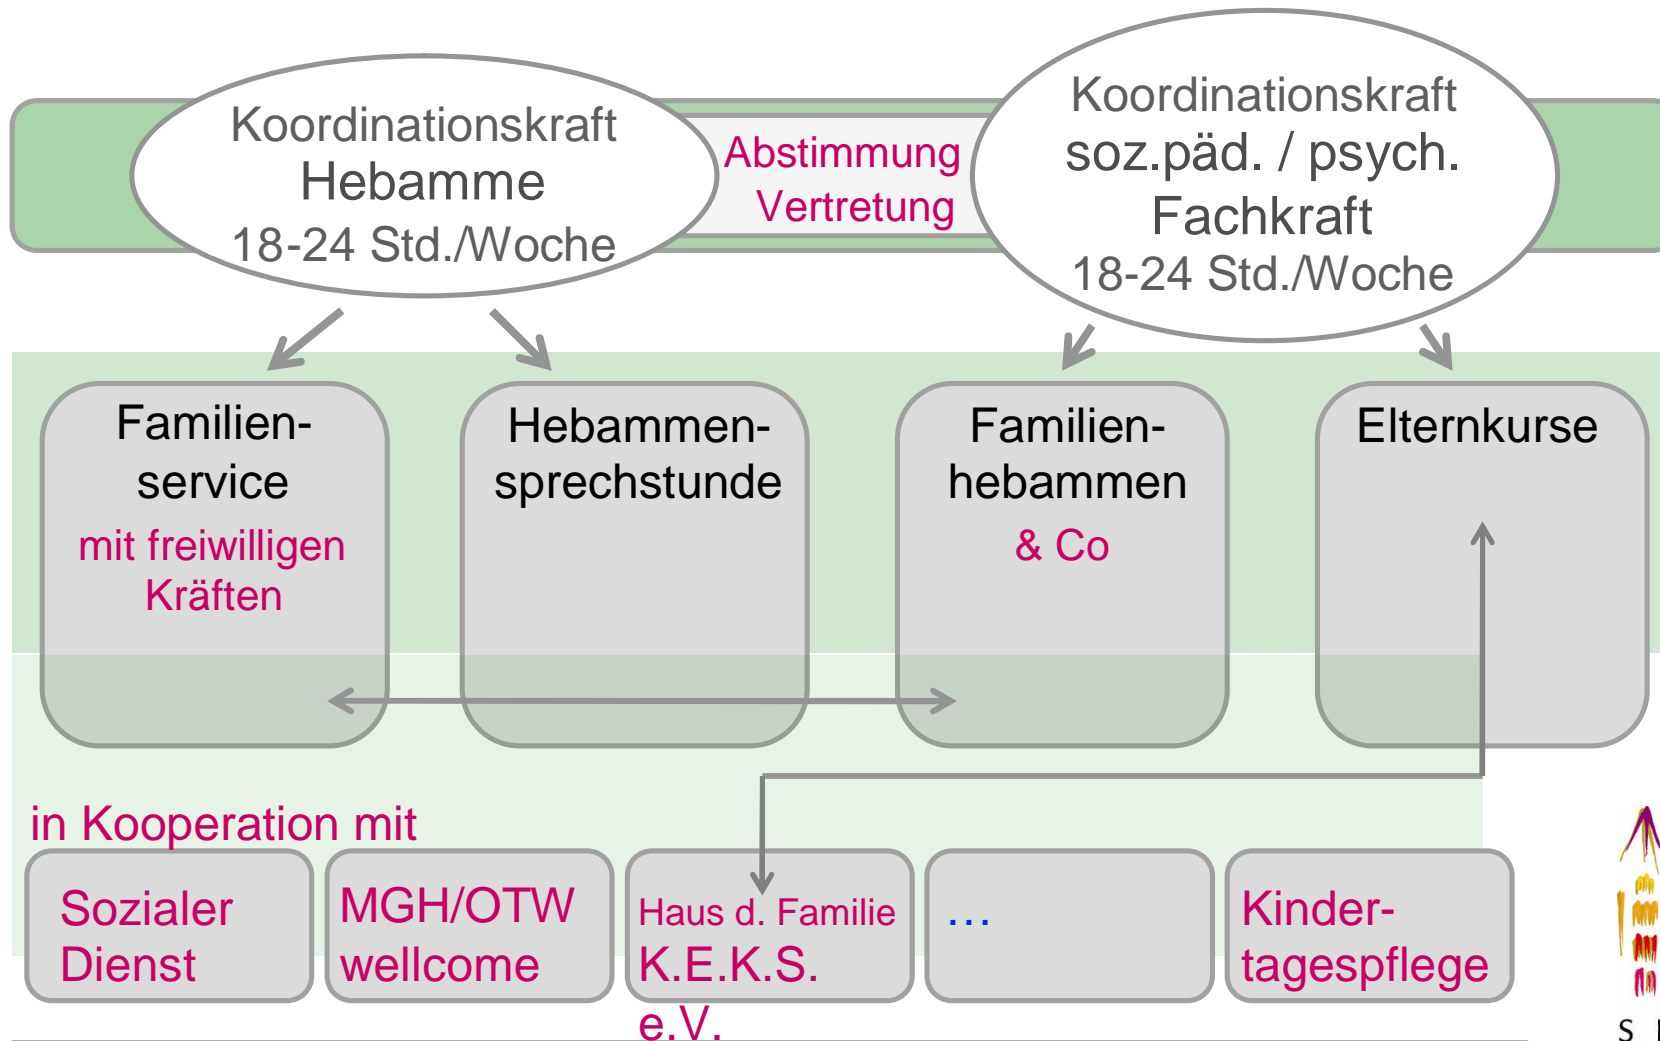 Koordinationskraft
Hebamme
18-24 Std./Woche
Abstimmung
Vertretung
Koordinationskraft
soz.päd. / psych.
Fachkraft
18-24 Std./Woche
Familien-
service
mit freiwilligen
Kräften
Hebammen-
sprechstunde
Familien-
hebammen
& Co
Elternkurse
in Kooperation mit
Sozialer
Dienst
MGH/OTW
wellcome
Haus d. Familie
K.E.K.S.
e.V.
…
Kinder-
tagespflege
S